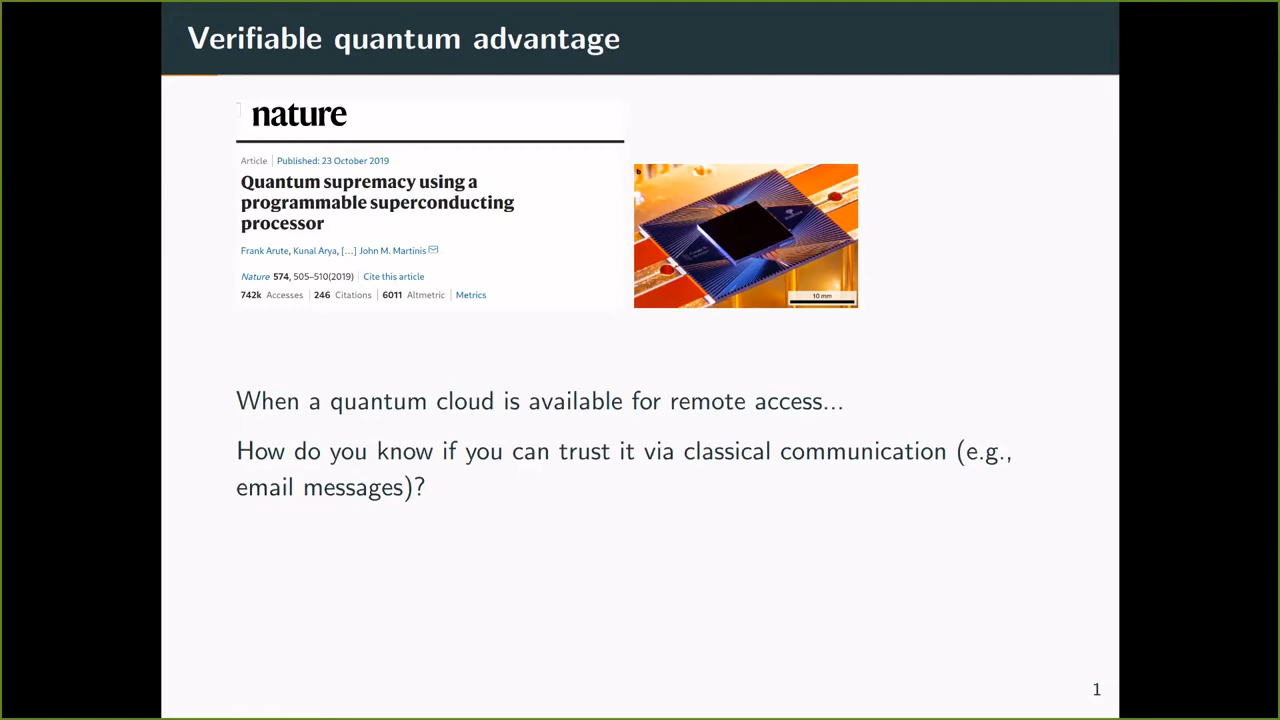 Verifiable quantum advantage
nature
Article | Published: 23 October 2019
Quantum supremacy using a
programmable superconducting
processor
Frank Arute, Kunal Arya, […] John M. Martinis
Nature 574, 505–510(2019) | Cite this article
742k Accesses | 246 Citations | 6011 Altmetric | Metrics
b
10 mm
When a quantum cloud is available for remote access...
How do you know if you can trust it via classical communication (e.g.,
email messages)?
1